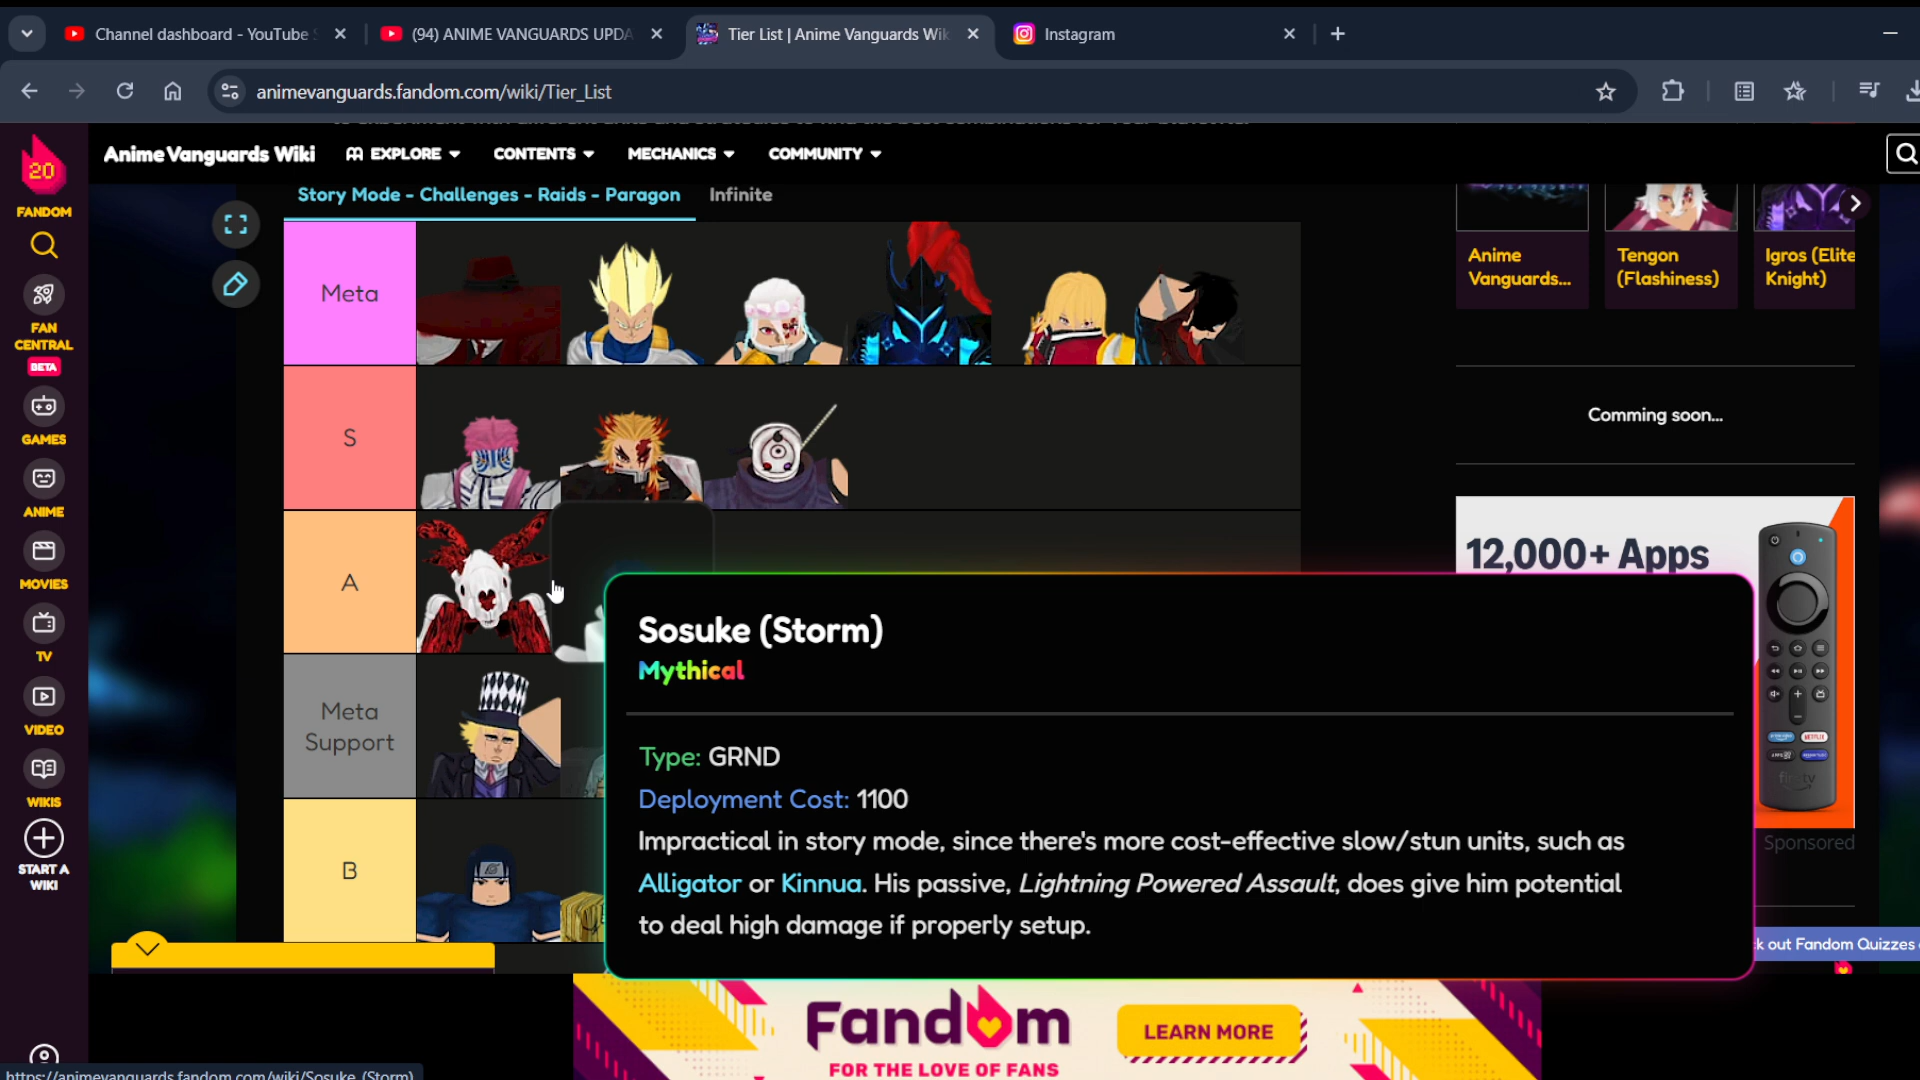 Channel dashboard - YouTube S
(94) ANIME VANGUARDS UPDA
Tier List | Anime Vanguards Wik
Instagram
animevanguards.fandom.com/wiki/Tier_List
Anime Vanguards Wiki
EXPLORE
CONTENTS
MECHANICS
COMMUNITY
20
FANDOM
FAN
CENTRAL
BETA
GAMES
ANIME
MOVIES
TV
VIDEO
WIKIS
START A
WIKI
Story Mode - Challenges - Raids - Paragon
Infinite
Meta
S
A
Meta
Support
B
Anime
Vanguards...
Tengon
(Flashiness)
Igros (Elite
Knight)
Comming soon...
12,000+ Apps
Sponsored
Sosuke (Storm)
Mythical
Type: GRND
Deployment Cost: 1100
Impractical in story mode, since there's more cost-effective slow/stun units, such as
Alligator or Kinnua. His passive, Lightning Powered Assault, does give him potential
to deal high damage if properly setup.
ck out Fandom Quizzes
Fandom
FOR THE LOVE OF FANS
LEARN MORE
https://animevanguards.fandom.com/wiki/Sosuke_(Storm)